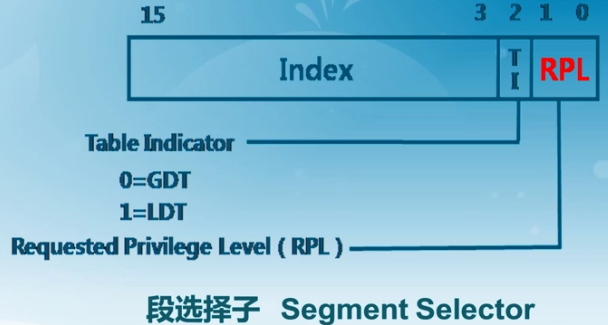 15 3 2 1 0
Index TI RPL
Table Indicator
0=GDT
1=LDT
Requested Privilege Level ( RPL )
段选择子 Segment Selector